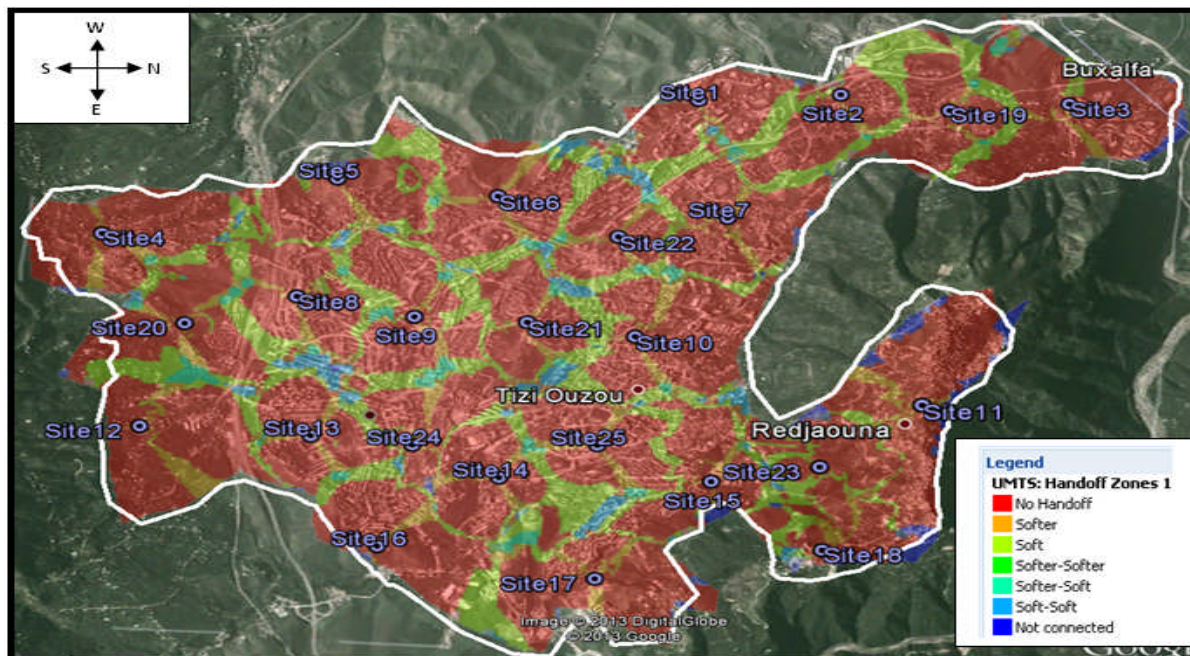 W
S N
E
Buxalfa
Site1
Site2
Site19
Site3
Site5
Site6
Site7
Site4
Site22
Site8
Site20
Site9
Site21
Site10
Tizi Ouzou
Site11
Site12
Site13
Site24
Site25
Redjaouna
Site14
Site23
Site15
Site16
Site17
Site18
Image © 2013 DigitalGlobe
© 2013 Google
Legend
UMTS: Handoff Zones 1
No Handoff
Softer
Soft
Softer-Softer
Softer-Soft
Soft-Soft
Not connected